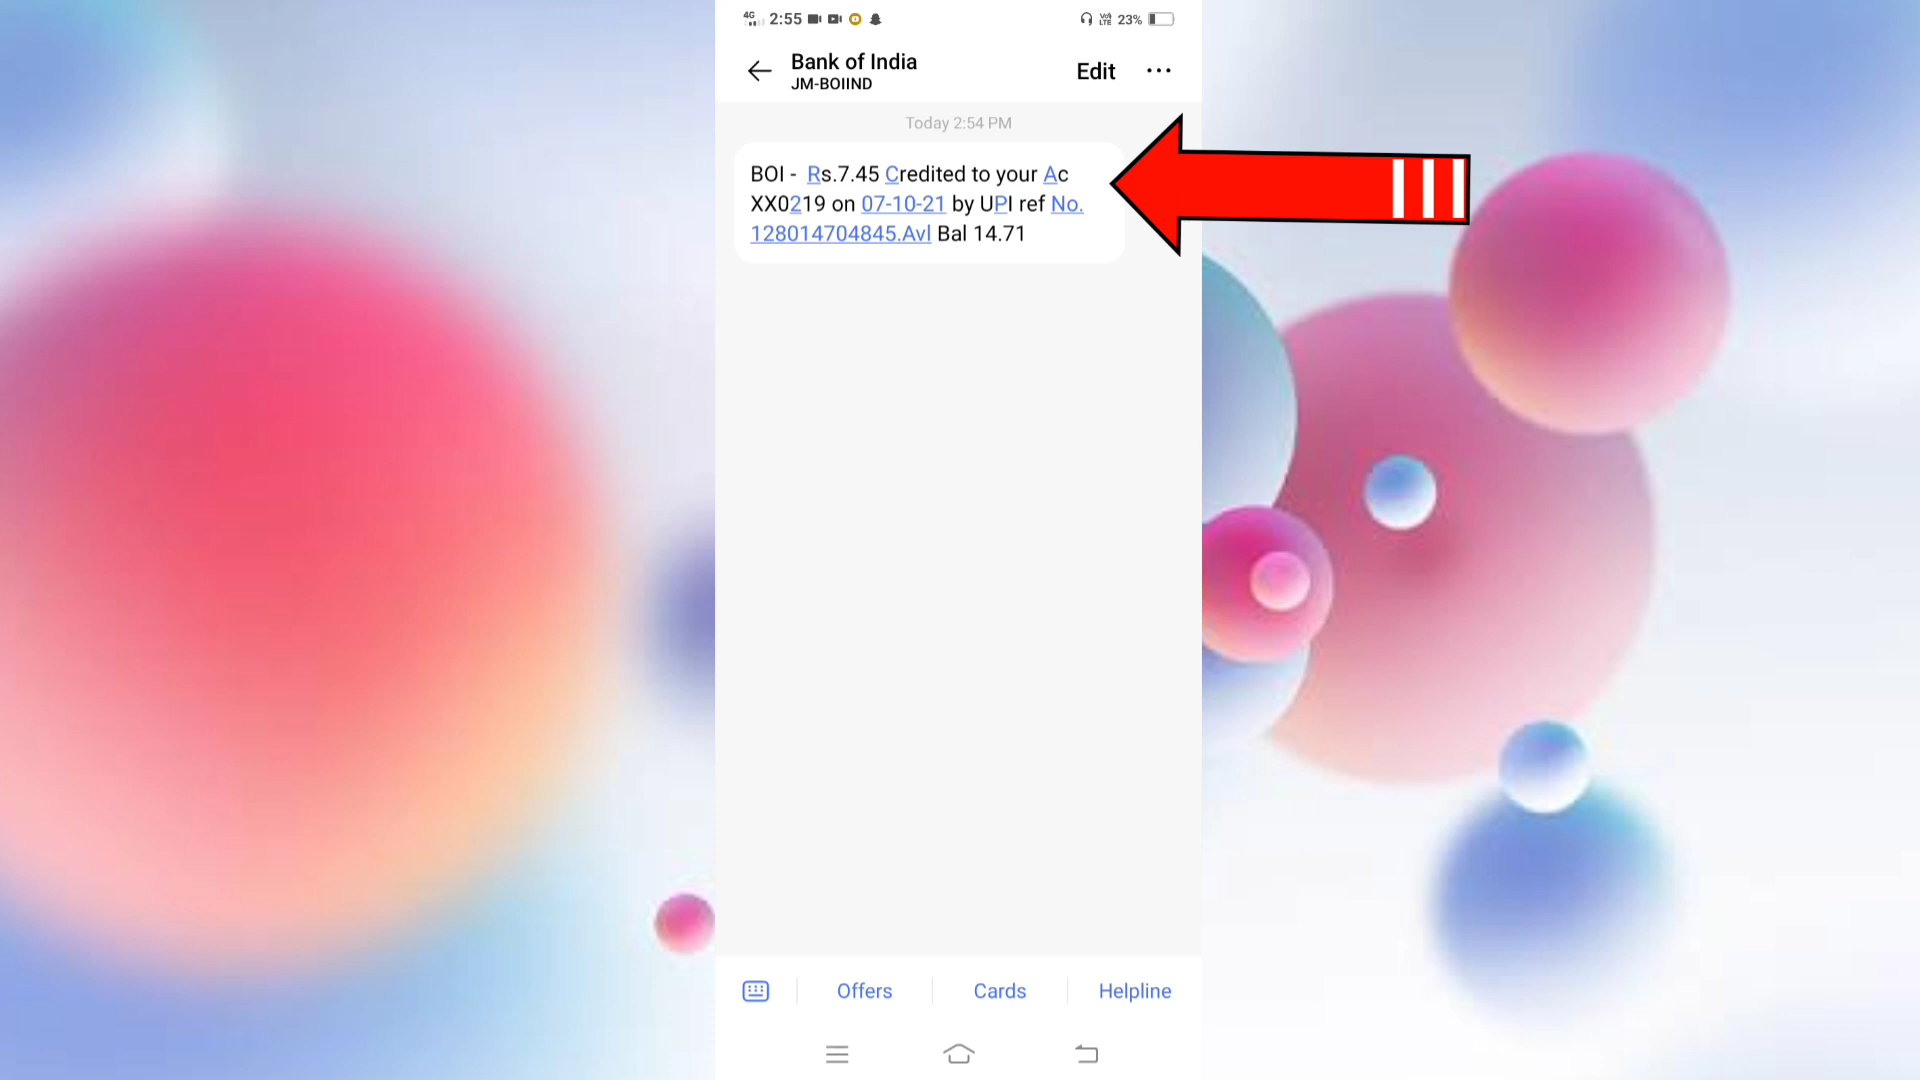 4G 2:55 23%
Bank of India
JM-BOIIND
Edit
Today 2:54 PM
BOI - Rs.7.45 Credited to your Ac
XX0219 on 07-10-21 by UPI ref No.
128014704845.Avl Bal 14.71
Offers Cards Helpline